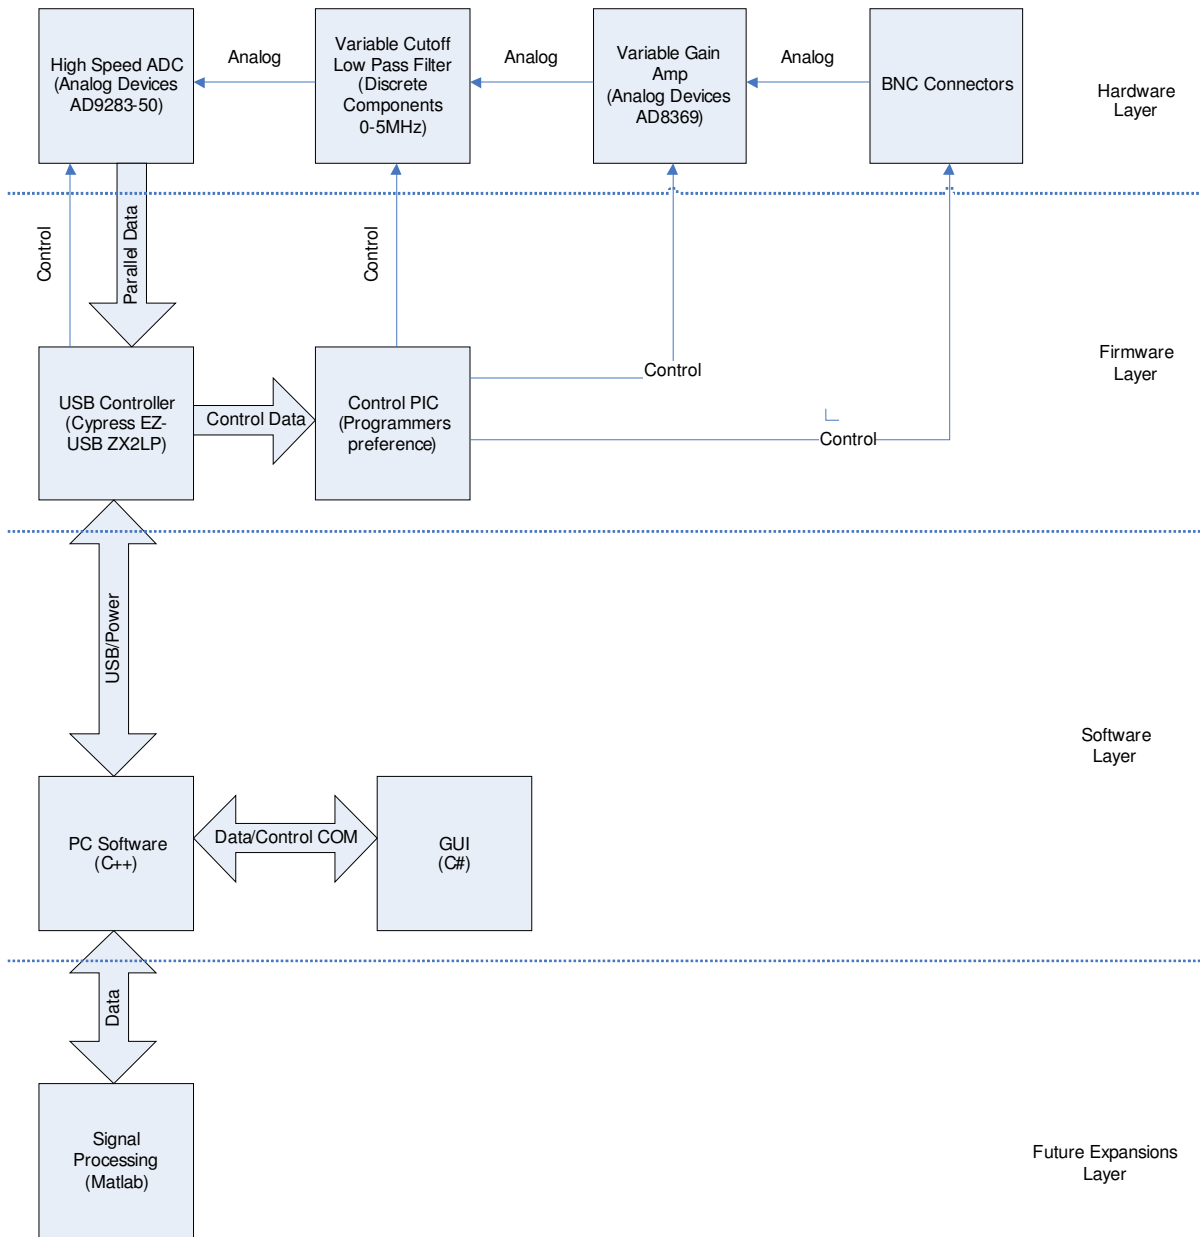 High Speed ADC
(Analog Devices
AD9283-50)
Analog
Variable Cutoff
Low Pass Filter
(Discrete
Components
0-5MHz)
Analog
Variable Gain
Amp
(Analog Devices
AD8369)
Analog
BNC Connectors
Hardware
Layer
Control
Parallel Data
Control
Control
Control
Firmware
Layer
USB Controller
(Cypress EZ-
USB ZX2LP)
Control Data
Control PIC
(Programmers
preference)
USB/Power
Software
Layer
PC Software
(C++)
Data/Control COM
GUI
(C#)
Data
Signal
Processing
(Matlab)
Future Expansions
Layer